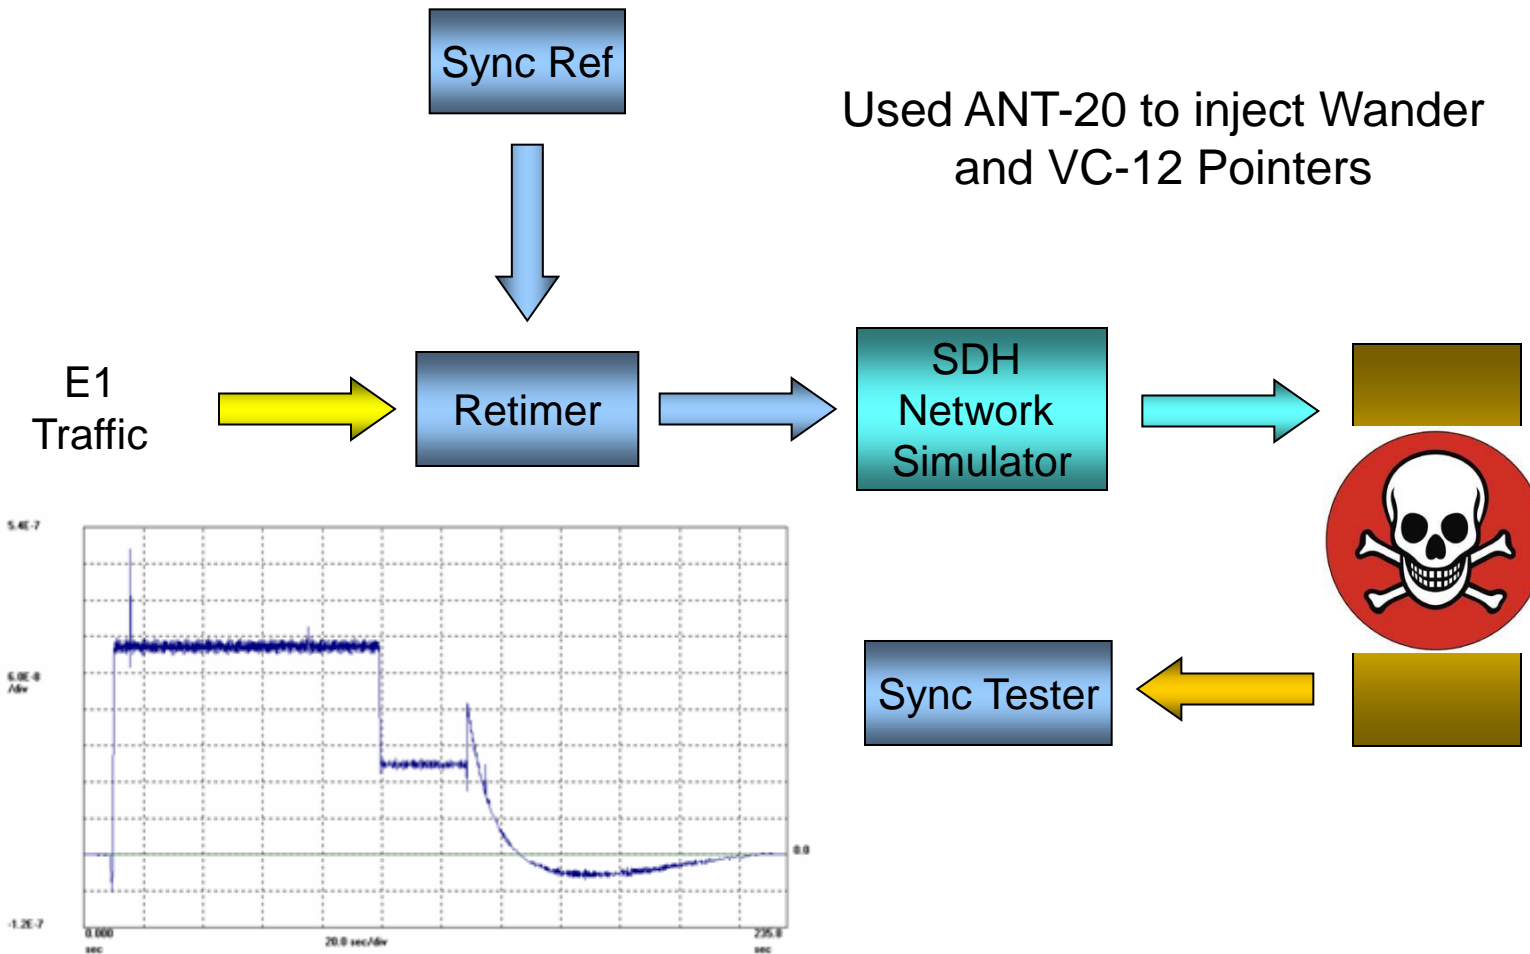 Sync Ref
Used ANT-20 to inject Wander
and VC-12 Pointers
E1
Traffic
Retimer
SDH
Network
Simulator
Sync Tester
5.4E-7
6.0E-8
/div
-1.2E-7
0.0
0.000
sec
20.0 sec/div
235.0
sec